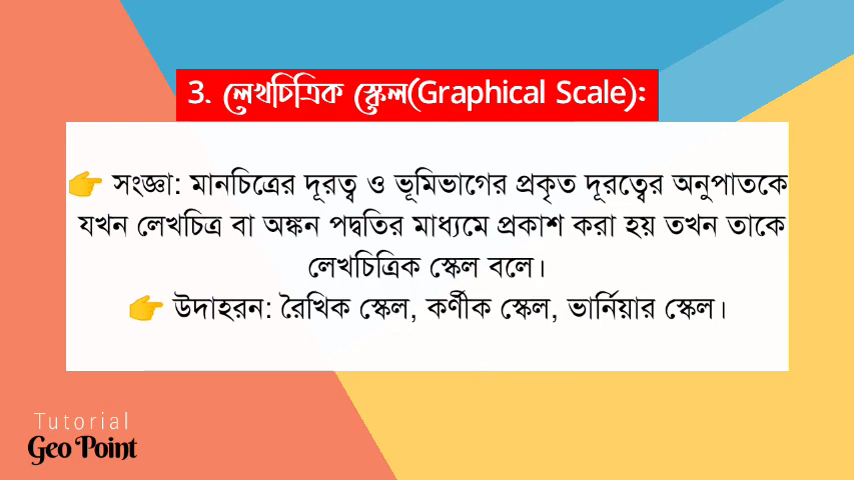 3. লেখচিত্রিক স্কেল(Graphical Scale):
👉 সংজ্ঞা: মানচিত্রের দূরত্ব ও ভূমিভাগের প্রকৃত দূরত্বের অনুপাতকে
যখন লেখচিত্র বা অঙ্কন পদ্বতির মাধ্যমে প্রকাশ করা হয় তখন তাকে
লেখচিত্রিক স্কেল বলে।
👉 উদাহরন: রৈখিক স্কেল, কর্ণীক স্কেল, ভার্নিয়ার স্কেল।
Tutorial
Geo Point